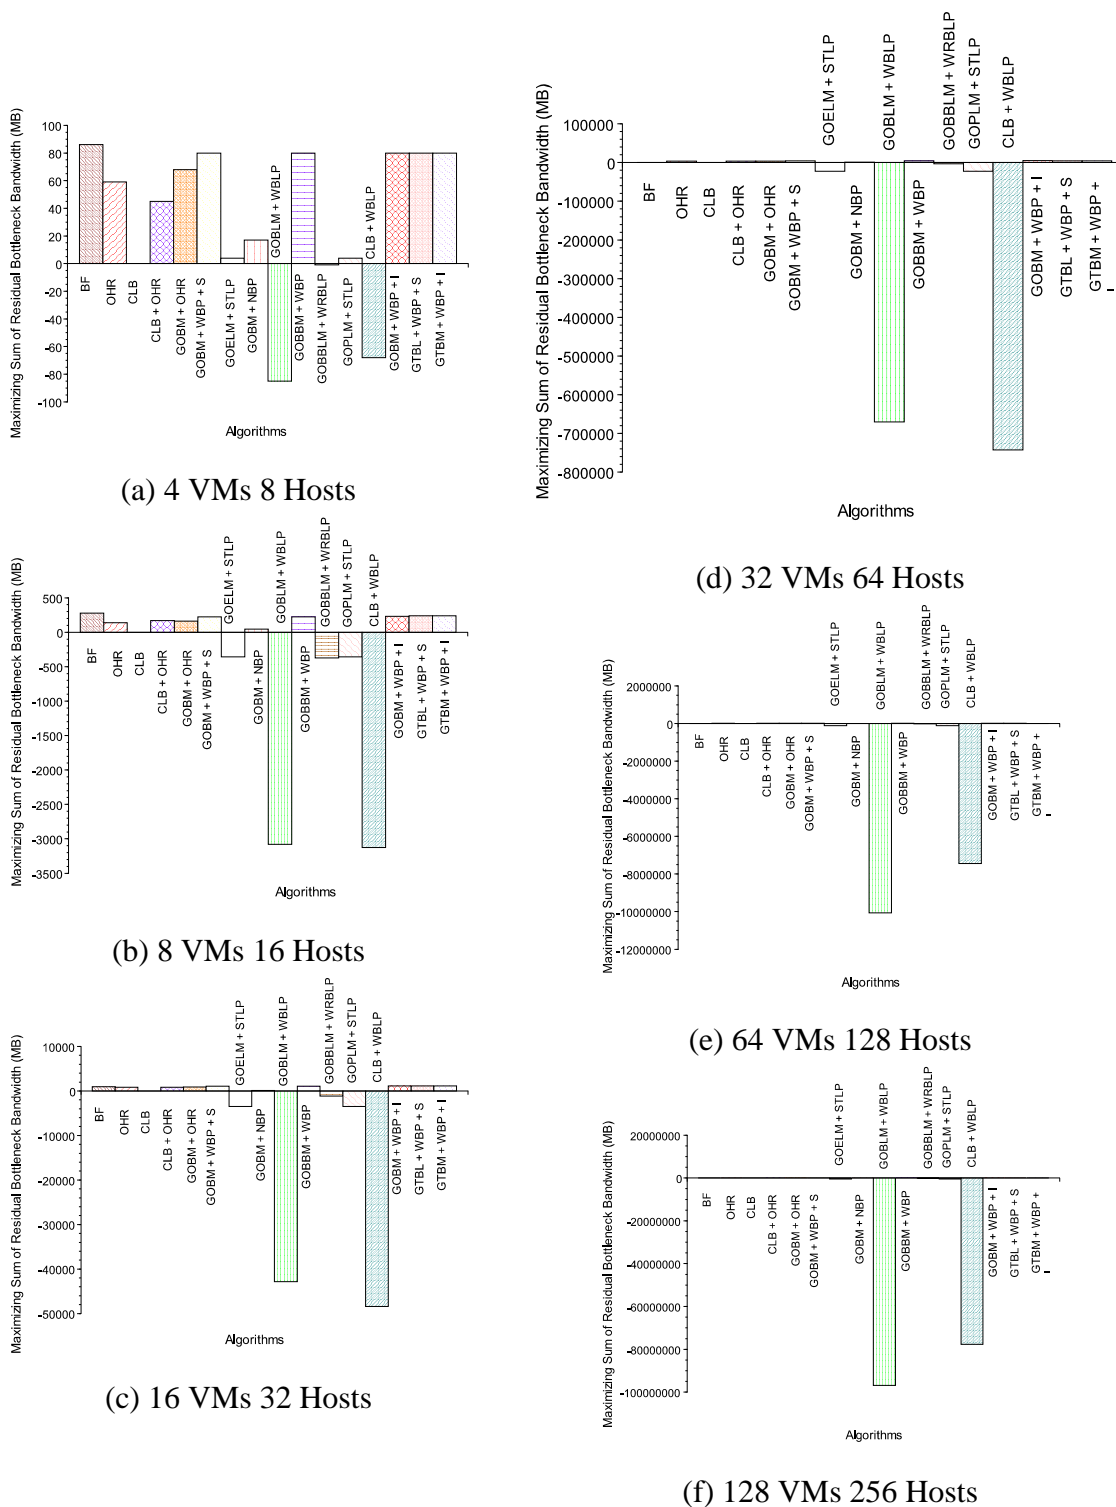 Maximizing Sum of Residual Bottleneck Bandwidth (MB)
100
80
60
40
20
0
-20
-40
-60
-80
-100
BF
OHR
CLB
CLB + OHR
GOBM + OHR
GOBM + WBP + S
GOELM + STLP
GOBM + NBP
GOBLM + WBLP
GOBBM + WBP
GOBBLM + WRBLP
GOPLM + STLP
CLB + WBLP
GOBM + WBP + I
GTBL + WBP + S
GTBM + WBP + I
Algorithms
(a) 4 VMs 8 Hosts
Maximizing Sum of Residual Bottleneck Bandwidth (MB)
500
0
-500
-1000
-1500
-2000
-2500
-3000
-3500
BF
OHR
CLB
CLB + OHR
GOBM + OHR
GOBM + WBP + S
GOELM + STLP
GOBM + NBP
GOBLM + WBLP
GOBBM + WBP
GOBBLM + WRBLP
GOPLM + STLP
CLB + WBLP
GOBM + WBP + I
GTBL + WBP + S
GTBM + WBP + I
Algorithms
(b) 8 VMs 16 Hosts
Maximizing Sum of Residual Bottleneck Bandwidth (MB)
10000
0
-10000
-20000
-30000
-40000
-50000
BF
OHR
CLB
CLB + OHR
GOBM + OHR
GOBM + WBP + S
GOELM + STLP
GOBM + NBP
GOBLM + WBLP
GOBBM + WBP
GOBBLM + WRBLP
GOPLM + STLP
CLB + WBLP
GOBM + WBP + I
GTBL + WBP + S
GTBM + WBP + I
Algorithms
(c) 16 VMs 32 Hosts
Maximizing Sum of Residual Bottleneck Bandwidth (MB)
100000
0
-100000
-200000
-300000
-400000
-500000
-600000
-700000
-800000
BF
OHR
CLB
CLB + OHR
GOBM + OHR
GOBM + WBP + S
GOELM + STLP
GOBM + NBP
GOBLM + WBLP
GOBBM + WBP
GOBBLM + WRBLP
GOPLM + STLP
CLB + WBLP
GOBM + WBP + I
GTBL + WBP + S
GTBM + WBP +
I
Algorithms
(d) 32 VMs 64 Hosts
Maximizing Sum of Residual Bottleneck Bandwidth (MB)
2000000
0
-2000000
-4000000
-6000000
-8000000
-10000000
-12000000
BF
OHR
CLB
CLB + OHR
GOBM + OHR
GOBM + WBP + S
GOELM + STLP
GOBM + NBP
GOBLM + WBLP
GOBBM + WBP
GOBBLM + WRBLP
GOPLM + STLP
CLB + WBLP
GOBM + WBP + I
GTBL + WBP + S
GTBM + WBP +
I
Algorithms
(e) 64 VMs 128 Hosts
Maximizing Sum of Residual Bottleneck Bandwidth (MB)
20000000
0
-20000000
-40000000
-60000000
-80000000
-100000000
BF
OHR
CLB
CLB + OHR
GOBM + OHR
GOBM + WBP + S
GOELM + STLP
GOBM + NBP
GOBLM + WBLP
GOBBM + WBP
GOBBLM + WRBLP
GOPLM + STLP
CLB + WBLP
GOBM + WBP + I
GTBL + WBP + S
GTBM + WBP +
I
Algorithms
(f) 128 VMs 256 Hosts